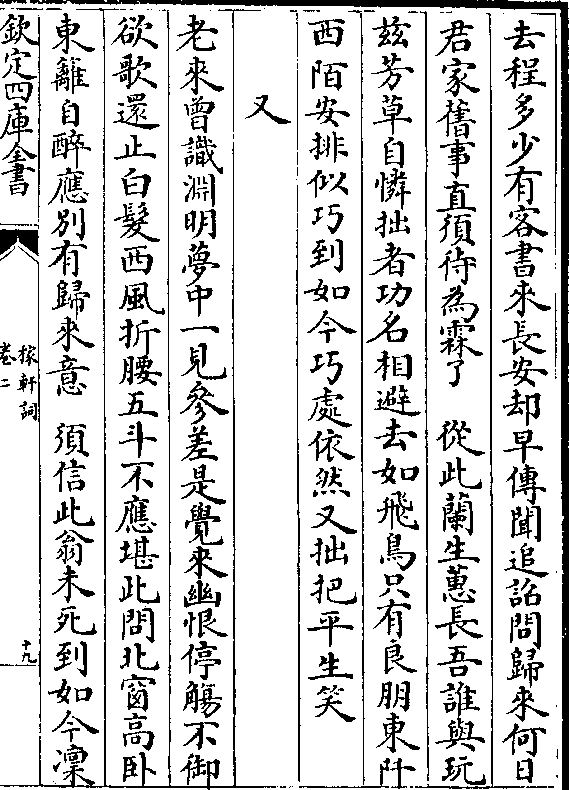 去程多少有客書來長安却早傳聞追詔問歸來何日
君家舊事直須待為霖了　從此蘭生蕙長吾誰與玩
兹芳草自憐拙者功名相避去如飛鳥只有良朋東阡
西陌安排似巧到如今巧處依然又拙把平生笑
又
老來曾識淵明夢中一見參差是覺來幽恨停觴不御
欲歌還止白髮西風折腰五斗不應堪此問北窗高卧
東籬自醉應別有歸來意　須信此翁未死到如今凜
欽定四庫全書
稼軒詞
卷二
十九